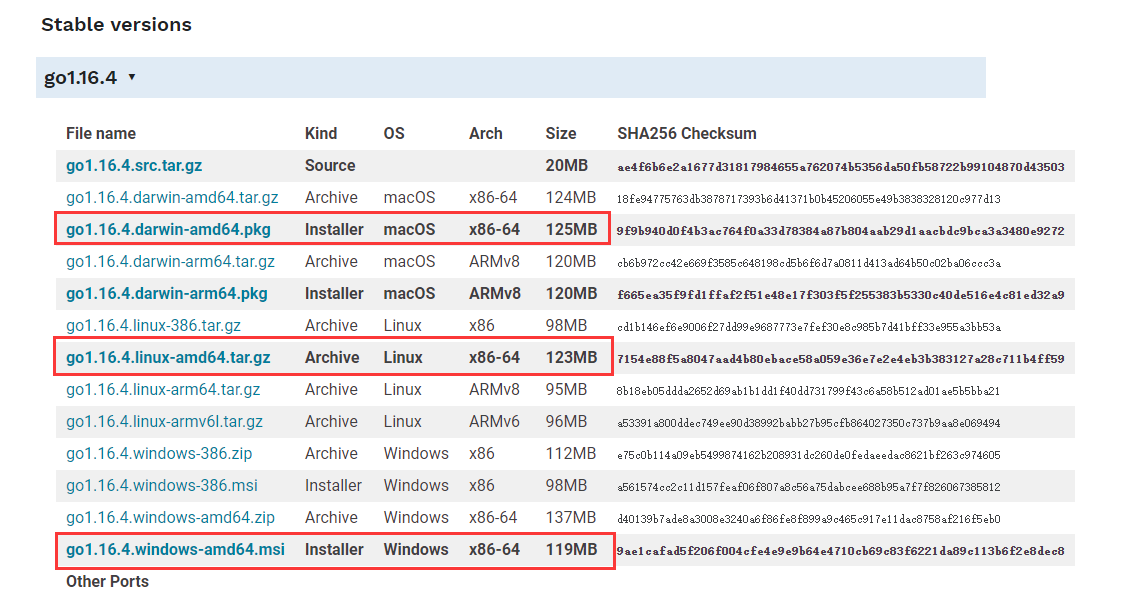 Stable versions
go1.16.4 ▾
File name Kind OS Arch Size SHA256 Checksum
go1.16.4.src.tar.gz Source 20MB ae4f6b6e2a1677d31817984655a762074b5356da50fb58722b99104870d43503
go1.16.4.darwin-amd64.tar.gz Archive macOS x86-64 124MB 18fe94775763db3878717393b6d41371b0b45206055e49b3838328120c977d13
go1.16.4.darwin-amd64.pkg Installer macOS x86-64 125MB 9f9b940d0f4b3ac764f0a33d78384a87b804aab29d1aacbdc9bca3a3480e9272
go1.16.4.darwin-arm64.tar.gz Archive macOS ARMv8 120MB cb6b972cc42e669f3585c648198cd5b6f6d7a0811d413ad64b50c02ba06ccc3a
go1.16.4.darwin-arm64.pkg Installer macOS ARMv8 120MB f665ea35f9fd1ffaf2f51e48e17f303f5f255383b5330c40de516e4c81ed32a9
go1.16.4.linux-386.tar.gz Archive Linux x86 98MB cd1b146ef6e9006f27dd99e9687773e7fef30e8c985b7d41bff33e955a3bb53a
go1.16.4.linux-amd64.tar.gz Archive Linux x86-64 123MB 7154e88f5a8047aad4b80ebace58a059e36e7e2e4eb3b383127a28c711b4ff59
go1.16.4.linux-arm64.tar.gz Archive Linux ARMv8 95MB 8b18eb05ddda2652d69ab1b1dd1f40dd731799f43c6a58b512ad01ae5b5bba21
go1.16.4.linux-armv6l.tar.gz Archive Linux ARMv6 96MB a53391a800ddec749ee90d38992babb27b95cfb864027350c737b9aa8e069494
go1.16.4.windows-386.zip Archive Windows x86 112MB e75c0b114a09eb5499874162b208931dc260de0fedaeedac8621bf263c974605
go1.16.4.windows-386.msi Installer Windows x86 98MB a561574cc2c11d157feaf06f807a8c56a75dabcee688b95a7f7f826067385812
go1.16.4.windows-amd64.zip Archive Windows x86-64 137MB d40139b7ade8a3008e3240a6f86fe8f899a9c465c917e11dac8758af216f5eb0
go1.16.4.windows-amd64.msi Installer Windows x86-64 119MB 9ae1cafad5f206f004cfe4e9e9b64e4710cb69c83f6221da89c113b6f2e8dec8
Other Ports